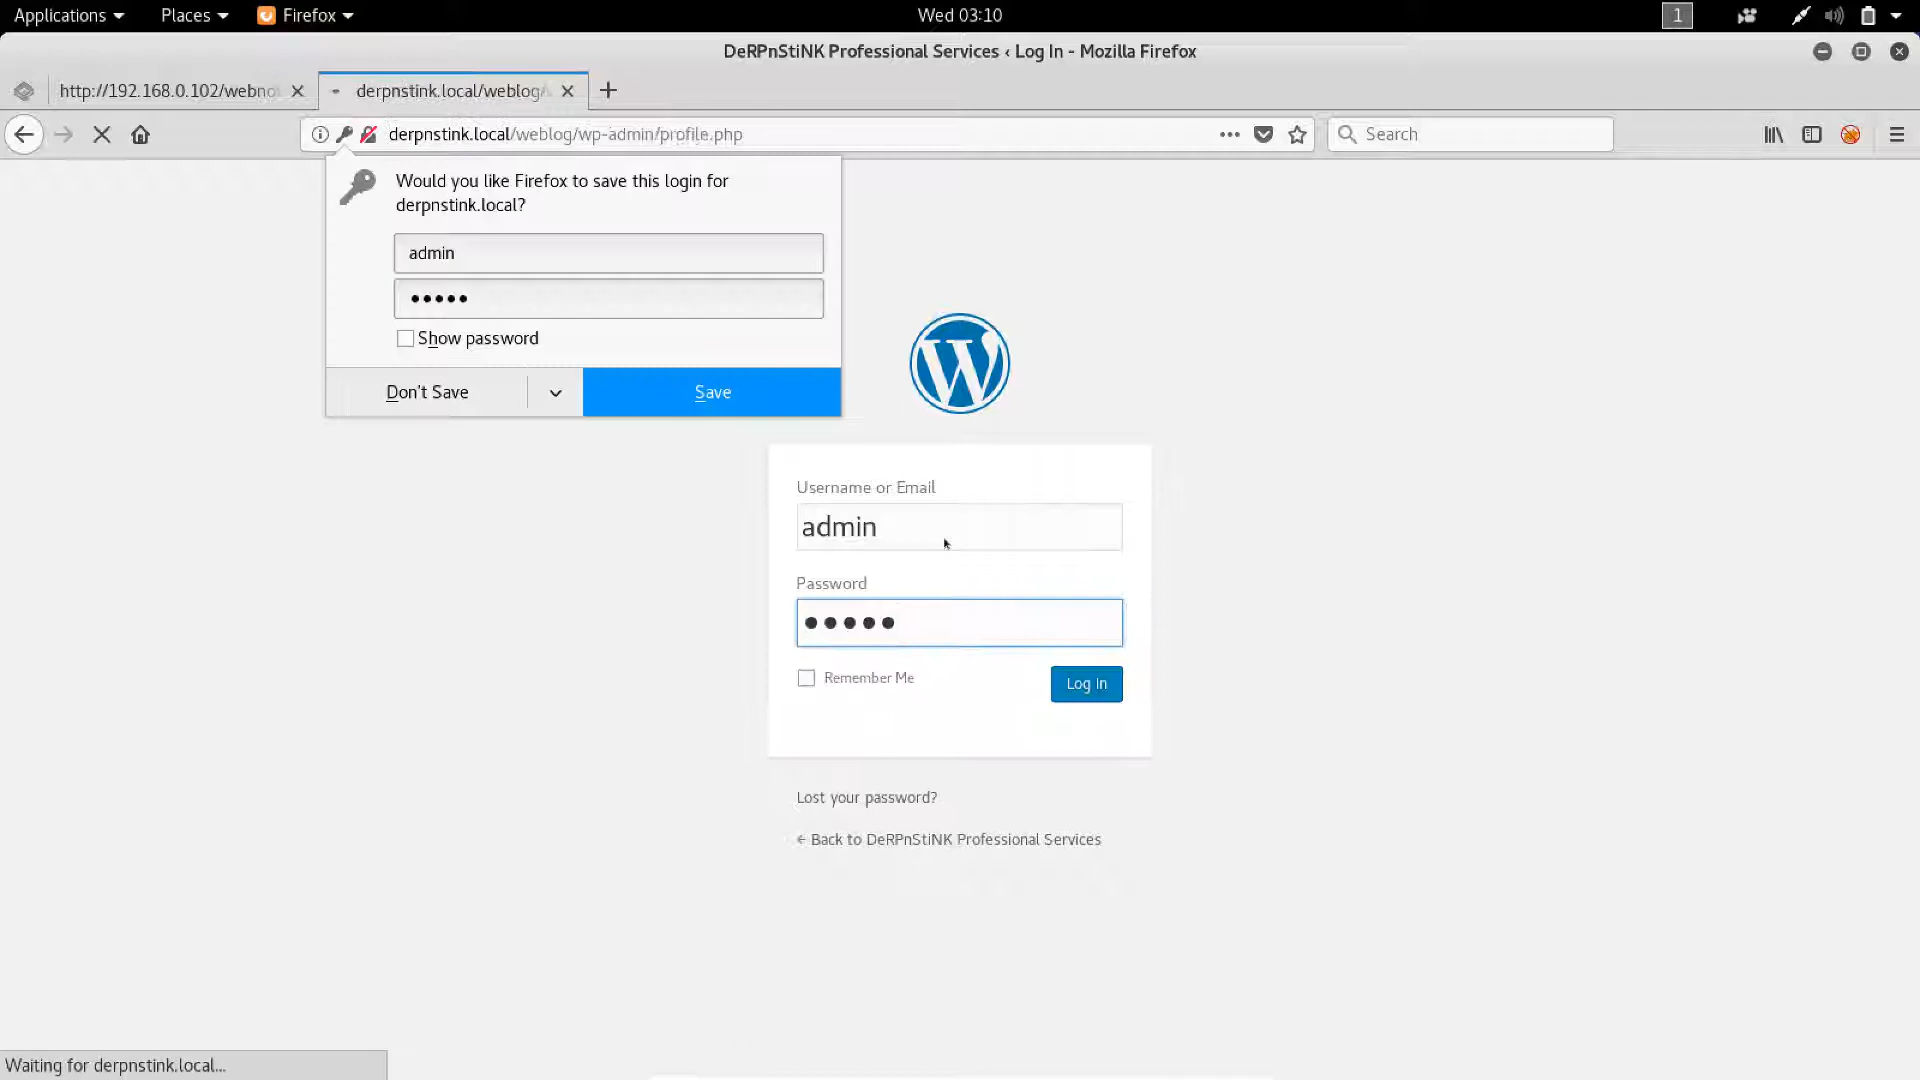 Applications Places Firefox Wed 03:10 1
DeRPnStiNK Professional Services ‹ Log In - Mozilla Firefox
http://192.168.0.102/webno derpnstink.local/weblog/
derpnstink.local/weblog/wp-admin/profile.php Search
Would you like Firefox to save this login for
derpnstink.local?
admin
•••••
Show password
Don't Save Save
Username or Email
admin
Password
•••••
Remember Me Log In
Lost your password?
← Back to DeRPnStiNK Professional Services
Waiting for derpnstink.local...